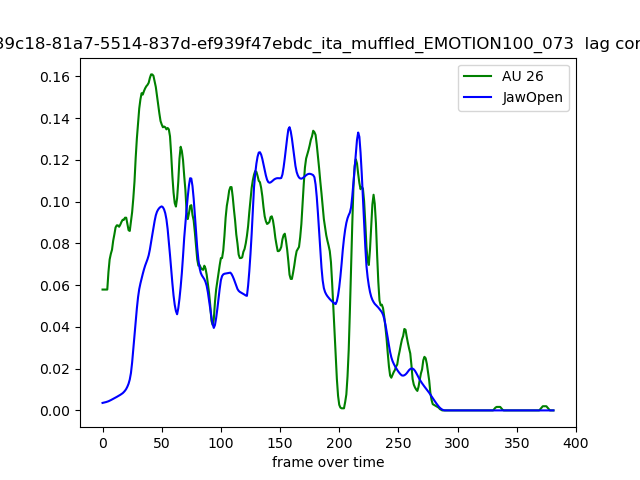 39c18-81a7-5514-837d-ef939f47ebdc_ita_muffled_EMOTION100_073 lag cor
AU 26
JawOpen
0.16
0.14
0.12
0.10
0.08
0.06
0.04
0.02
0.00
0 50 100 150 200 250 300 350 400
frame over time